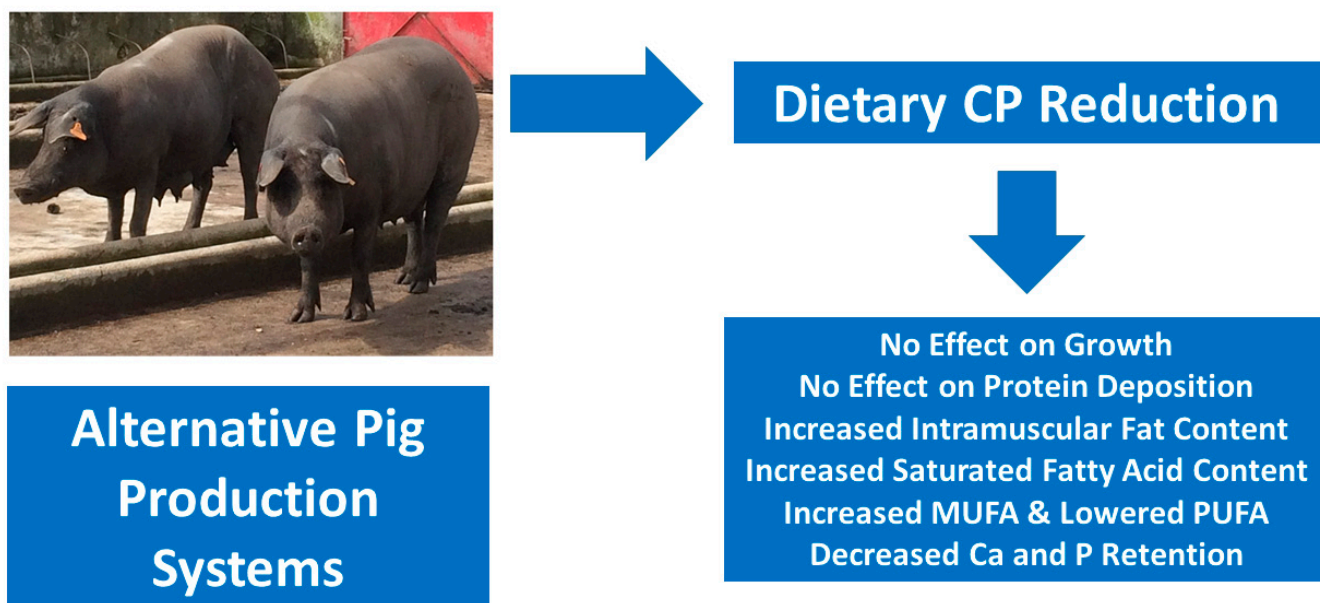 Alternative Pig
Production
Systems
Dietary CP Reduction
No Effect on Growth
No Effect on Protein Deposition
Increased Intramuscular Fat Content
Increased Saturated Fatty Acid Content
Increased MUFA & Lowered PUFA
Decreased Ca and P Retention